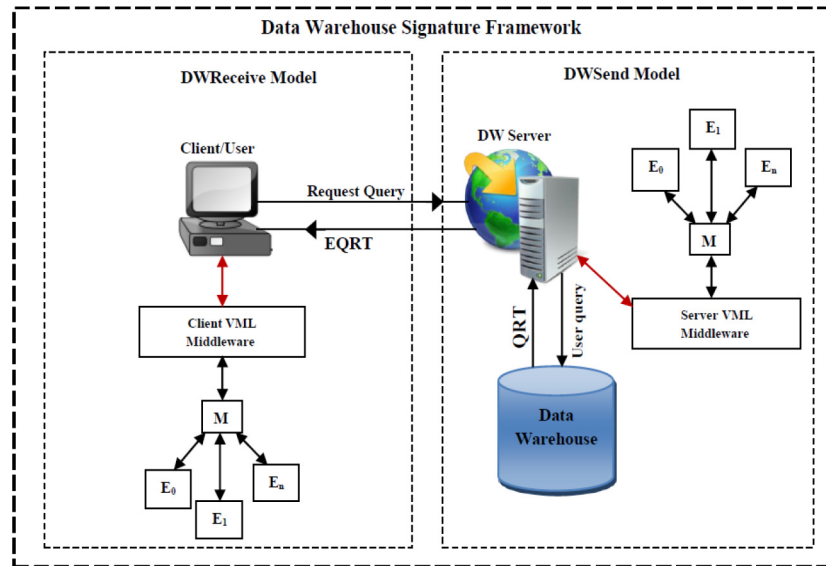 Data Warehouse Signature Framework
DWReceive Model
DWSend Model
Client/User
DW Server
E0
E1
En
Request Query
EQRT
M
Client VML
Middleware
QRT
User query
Server VML
Middleware
M
E0
E1
En
Data
Warehouse